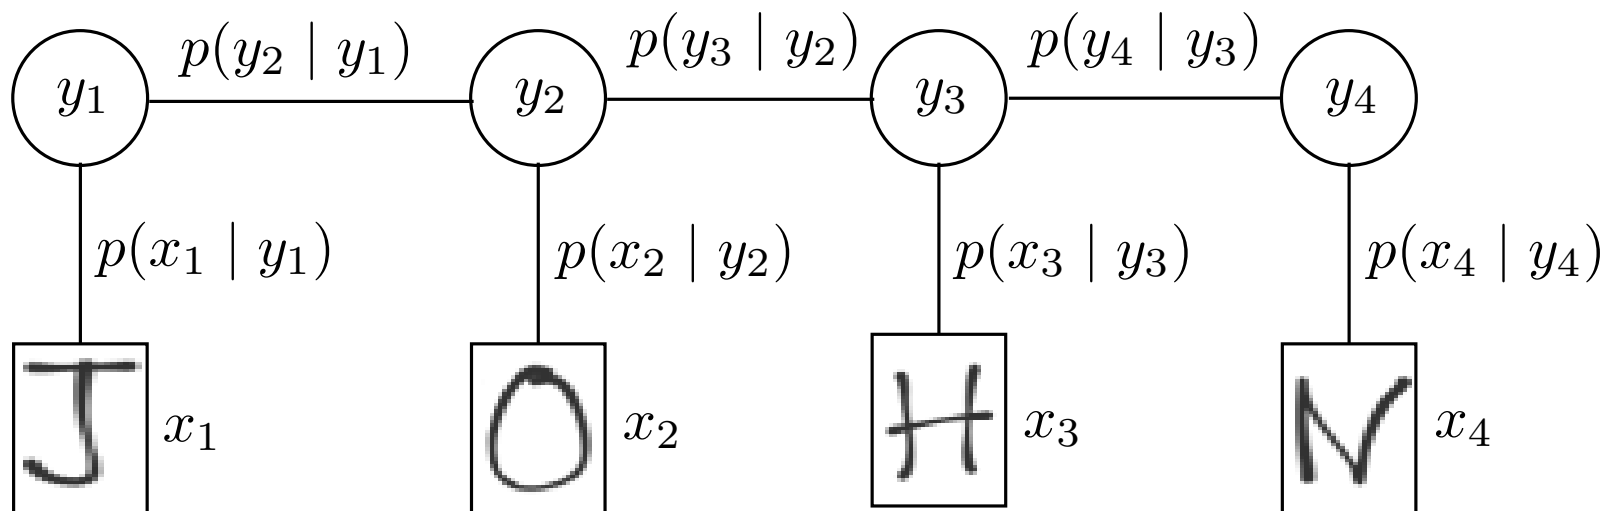 p(y₂ | y₁) p(y₃ | y₂) p(y₄ | y₃)
y₁ y₂ y₃ y₄
p(x₁ | y₁) p(x₂ | y₂) p(x₃ | y₃) p(x₄ | y₄)
J x₁ O x₂ H x₃ N x₄